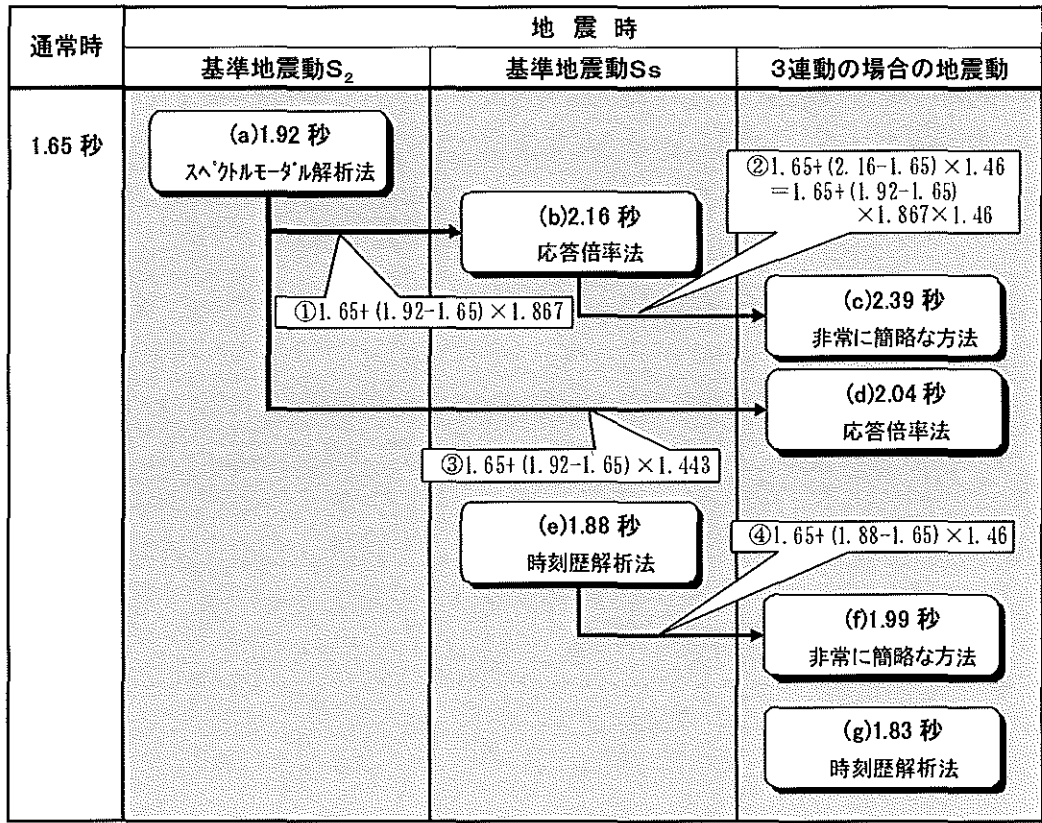 通常時
地 震 時
基準地震動S₂
基準地震動Ss
3連動の場合の地震動
1.65 秒
(a)1.92 秒
ｽﾍﾟｸﾄﾙﾓｰﾀﾞﾙ解析法
②1.65+(2.16-1.65)×1.46
=1.65+(1.92-1.65)
×1.867×1.46
(b)2.16 秒
応答倍率法
①1.65+(1.92-1.65)×1.867
(c)2.39 秒
非常に簡略な方法
(d)2.04 秒
応答倍率法
③1.65+(1.92-1.65)×1.443
(e)1.88 秒
時刻歴解析法
④1.65+(1.88-1.65)×1.46
(f)1.99 秒
非常に簡略な方法
(g)1.83 秒
時刻歴解析法